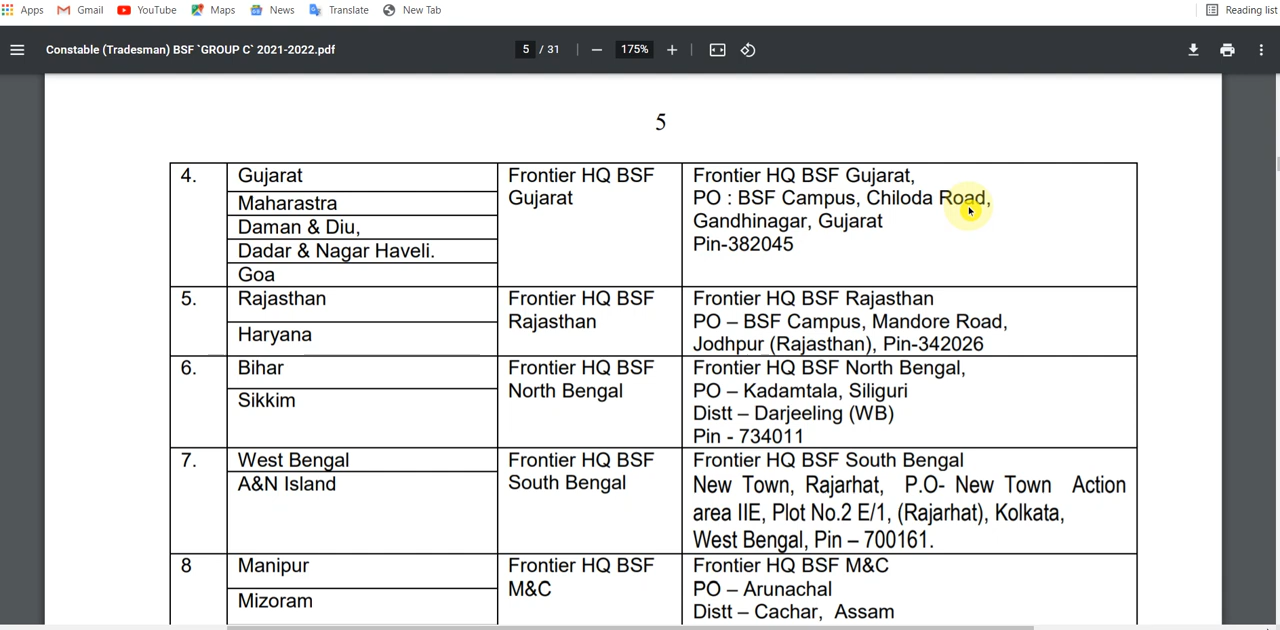 Apps Gmail YouTube Maps News Translate New Tab Reading list
Constable (Tradesman) BSF `GROUP C` 2021-2022.pdf 5 / 31 175%
5
4. Gujarat Frontier HQ BSF Gujarat Frontier HQ BSF Gujarat,
Maharastra PO : BSF Campus, Chiloda Road,
Daman & Diu, Gandhinagar, Gujarat
Dadar & Nagar Haveli. Pin-382045
Goa
5. Rajasthan Frontier HQ BSF Frontier HQ BSF Rajasthan
Haryana Rajasthan PO – BSF Campus, Mandore Road,
Jodhpur (Rajasthan), Pin-342026
6. Bihar Frontier HQ BSF Frontier HQ BSF North Bengal,
Sikkim North Bengal PO – Kadamtala, Siliguri
Distt – Darjeeling (WB)
Pin - 734011
7. West Bengal Frontier HQ BSF Frontier HQ BSF South Bengal
A&N Island South Bengal New Town, Rajarhat, P.O- New Town Action
area IIE, Plot No.2 E/1, (Rajarhat), Kolkata,
West Bengal, Pin – 700161.
8 Manipur Frontier HQ BSF Frontier HQ BSF M&C
Mizoram M&C PO – Arunachal
Distt – Cachar, Assam